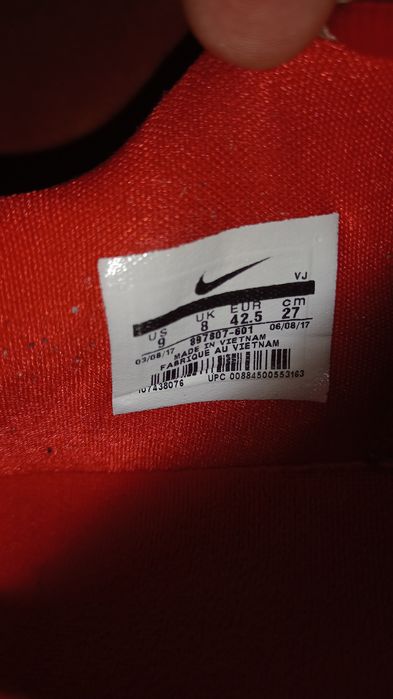 VJ
US UK EUR cm
9 8 42.5 27
03/08/17 897807-601 06/08/17
MADE IN VIETNAM
FABRIQUE AU VIETNAM
107438076 UPC 00884500553163